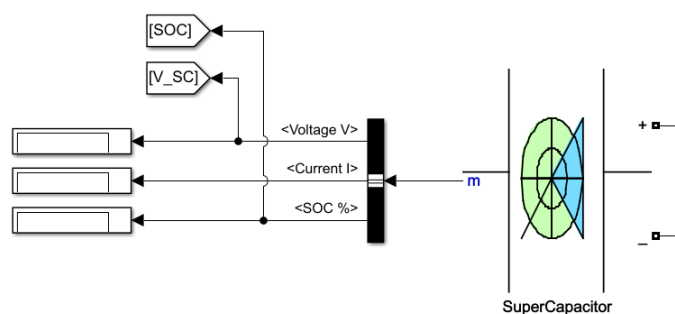 [SOC]
[V_SC]
<Voltage V>
<Current I>
<SOC %>
m
+
–
SuperCapacitor